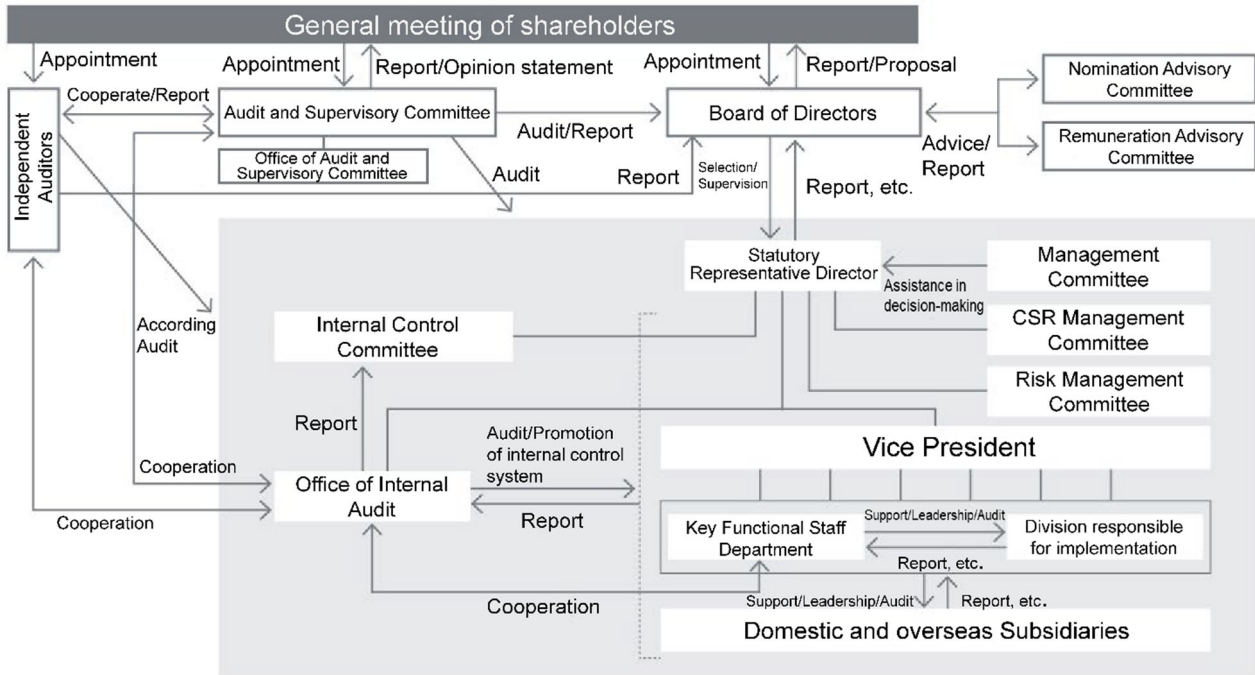 General meeting of shareholders
Appointment
Appointment
Report/Opinion statement
Appointment
Report/Proposal
Cooperate/Report
Independent
Auditors
Audit and Supervisory Committee
Audit/Report
Board of Directors
Nomination Advisory
Committee
Advice/
Report
Remuneration Advisory
Committee
Office of Audit and
Supervisory Committee
Audit
Report
Selection/
Supervision
Report, etc.
Statutory
Representative Director
Management
Committee
Assistance in
decision-making
According
Audit
Internal Control
Committee
CSR Management
Committee
Risk Management
Committee
Report
Audit/Promotion
of internal control
system
Vice President
Cooperation
Office of Internal
Audit
Report
Cooperation
Key Functional Staff
Department
Support/Leadership/Audit
Division responsible
for implementation
Report, etc.
Cooperation
Support/Leadership/Audit
Report, etc.
Domestic and overseas Subsidiaries